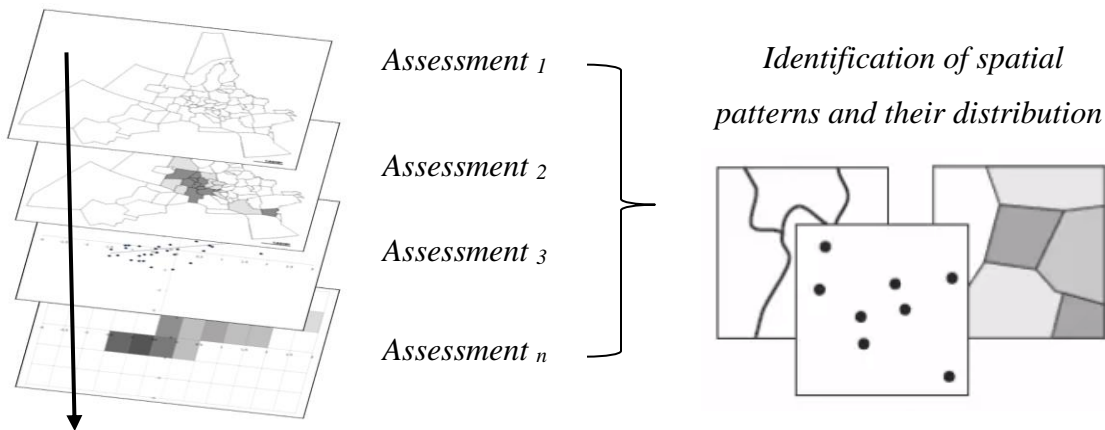 Assessment 1
Identification of spatial
patterns and their distribution
Assessment 2
Assessment 3
Assessment n